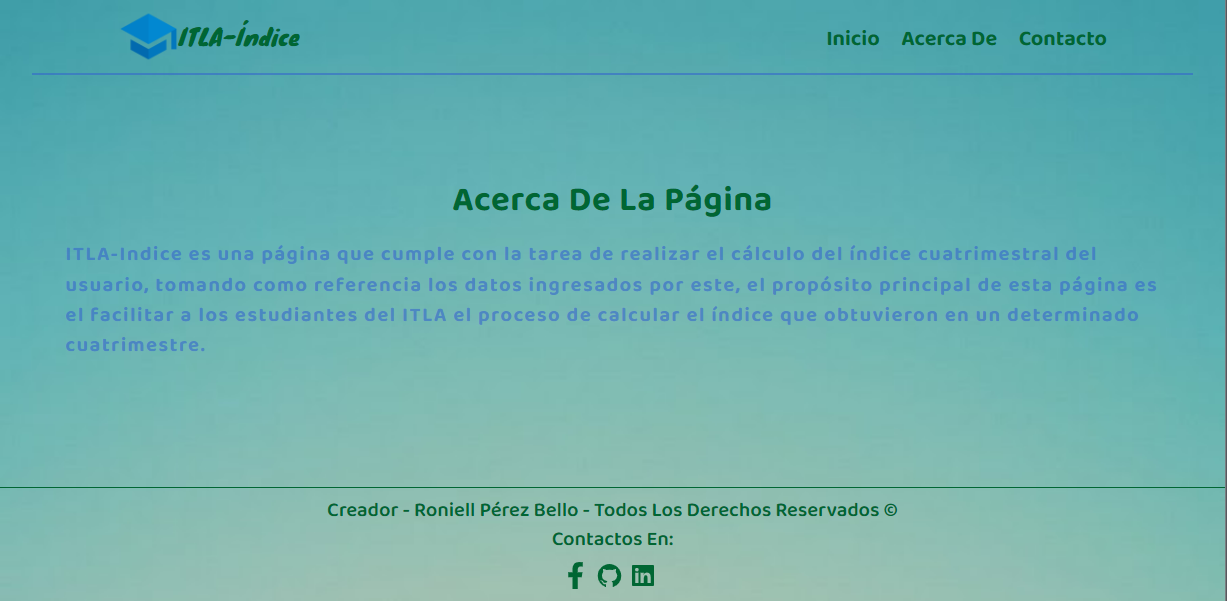 ITLA-Índice
Inicio Acerca De Contacto
Acerca De La Página
ITLA-Indice es una página que cumple con la tarea de realizar el cálculo del índice cuatrimestral del
usuario, tomando como referencia los datos ingresados por este, el propósito principal de esta página es
el facilitar a los estudiantes del ITLA el proceso de calcular el índice que obtuvieron en un determinado
cuatrimestre.
Creador - Roniell Pérez Bello - Todos Los Derechos Reservados ©
Contactos En: